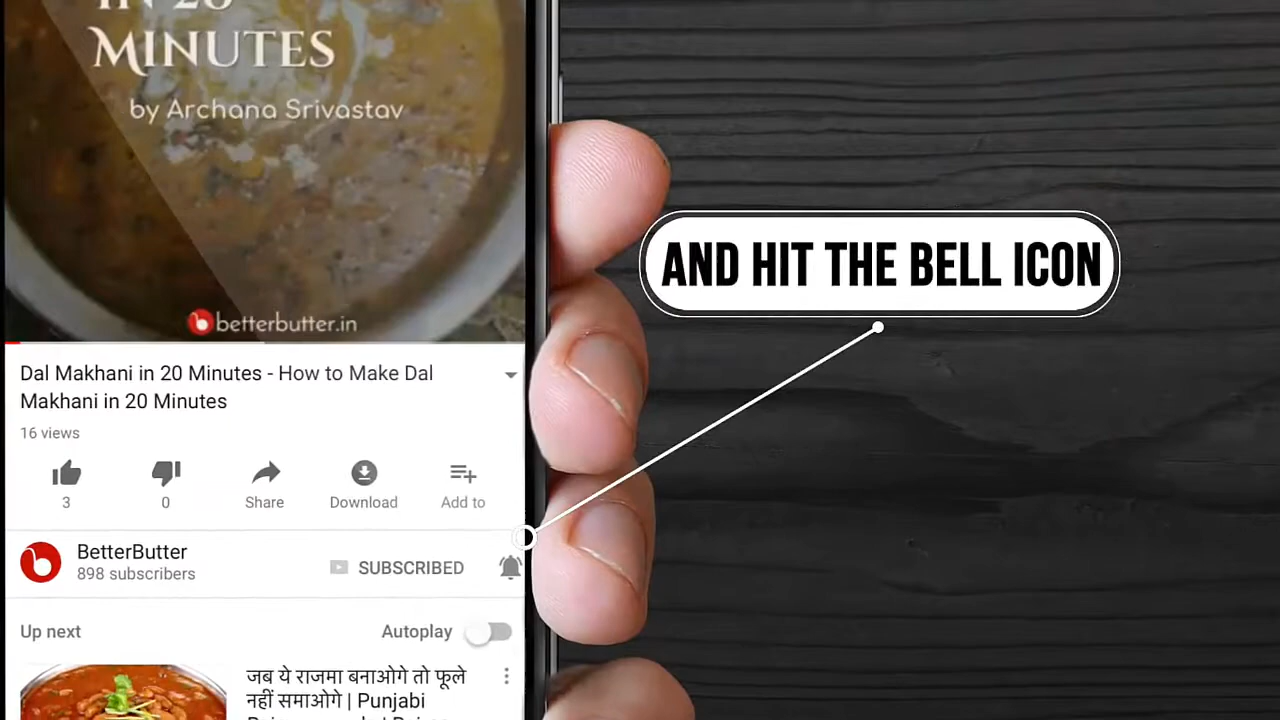 IN 20
MINUTES
by Archana Srivastav
betterbutter.in
AND HIT THE BELL ICON
Dal Makhani in 20 Minutes - How to Make Dal
Makhani in 20 Minutes
16 views
3
0
Share
Download
Add to
BetterButter
898 subscribers
SUBSCRIBED
Up next
Autoplay
जब ये राजमा बनाओगे तो फूले
नहीं समाओगे | Punjabi